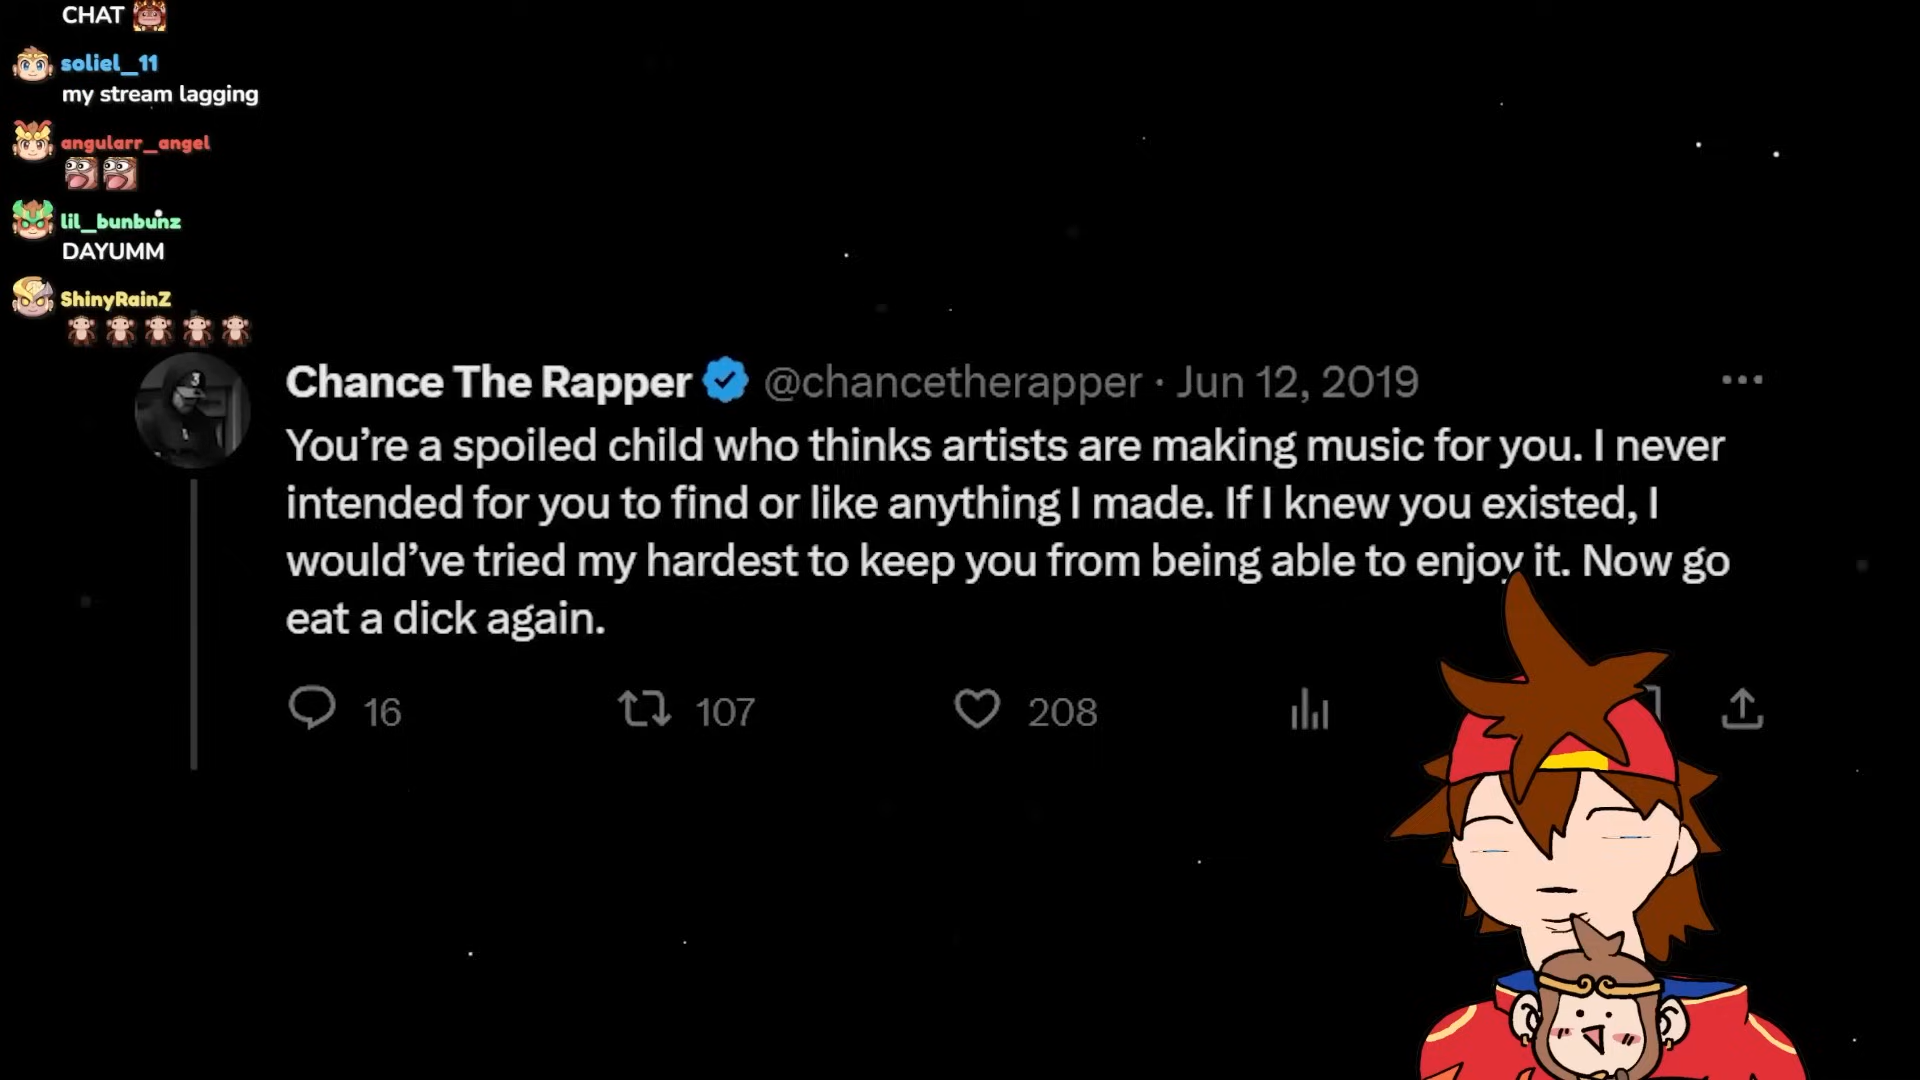 CHAT
soliel_11
my stream lagging
angularr_angel
lil_bunbunz
DAYUMM
ShinyRainZ
Chance The Rapper @chancetherapper · Jun 12, 2019
You’re a spoiled child who thinks artists are making music for you. I never
intended for you to find or like anything I made. If I knew you existed, I
would’ve tried my hardest to keep you from being able to enjoy it. Now go
eat a dick again.
16 107 208